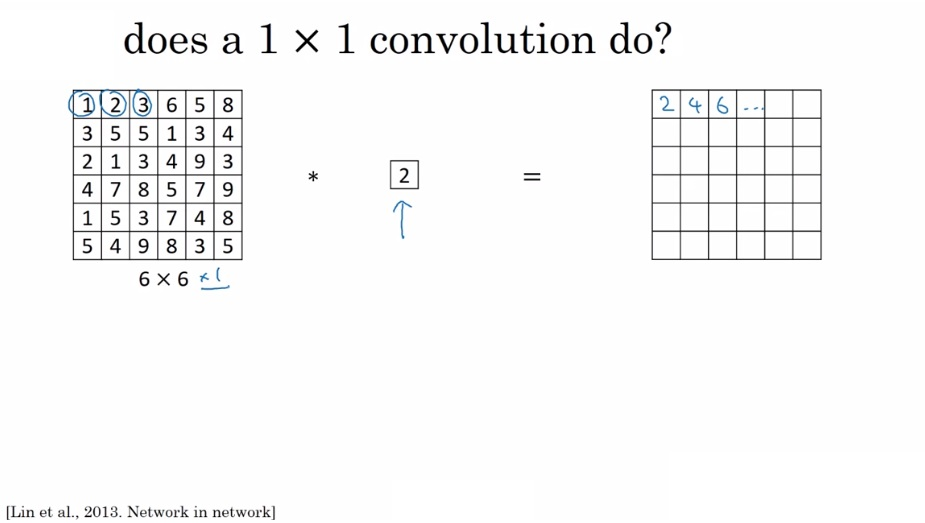 does a 1 × 1 convolution do?
1 2 3 6 5 8 2 4 6 ...
3 5 5 1 3 4
2 1 3 4 9 3
4 7 8 5 7 9 * 2 =
1 5 3 7 4 8
5 4 9 8 3 5
6 × 6 ×1
[Lin et al., 2013. Network in network]